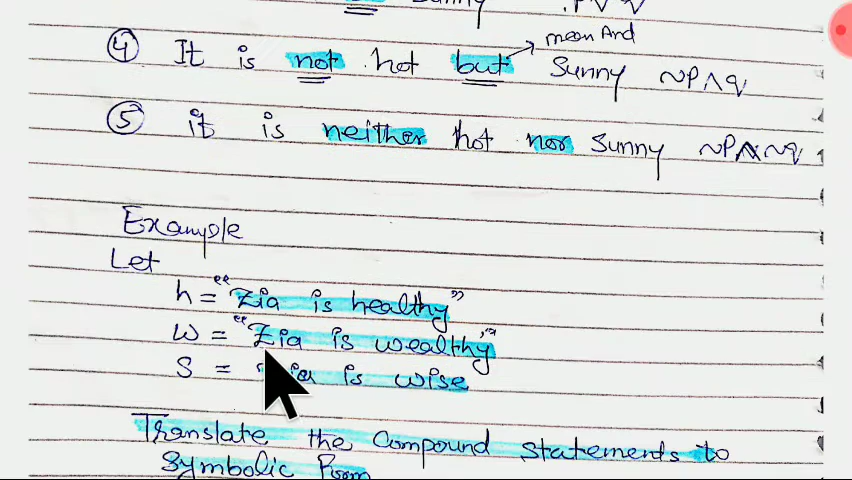 Sunny
④ It is not hot but Sunny ~P∧q
mean And
⑤ it is neither hot nor Sunny ~P∧~q
Example
Let
h = "Zia is healthy"
w = "Zia is wealthy"
S = is wise
Translate the Compound Statements to
Symbolic Form